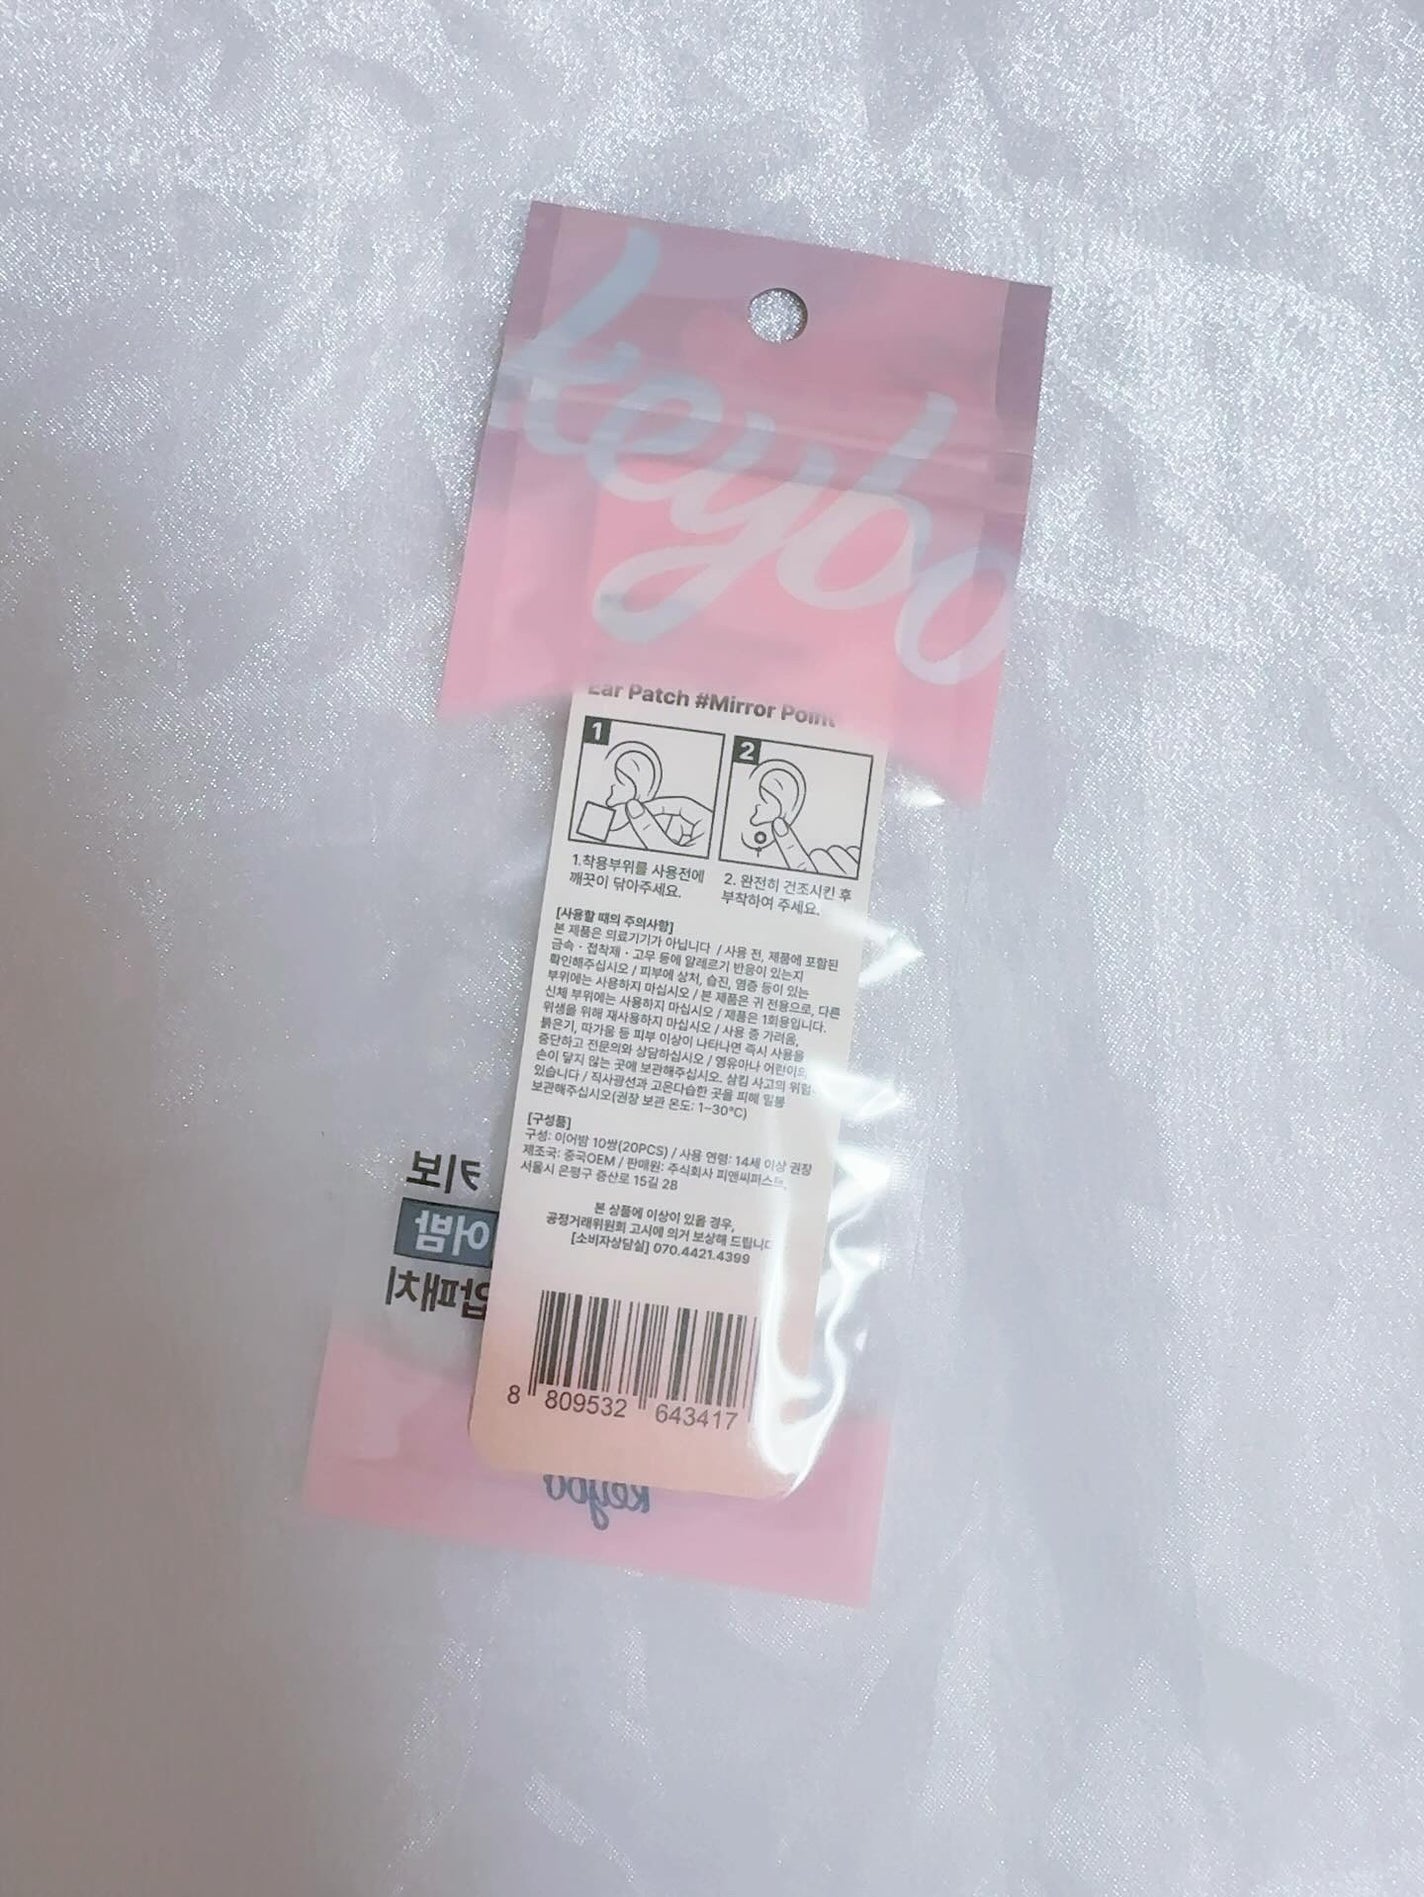 keybo
Ear Patch #Mirror Point
1
2
1.착용부위를 사용전에
깨끗이 닦아주세요.
2. 완전히 건조시킨 후
부착하여 주세요.
[사용할 때의 주의사항]
본 제품은 의료기기가 아닙니다 / 사용 전, 제품에 포함된
금속·접착제·고무 등에 알레르기 반응이 있는지
확인해주십시오 / 피부에 상처, 습진, 염증 등이 있는
부위에는 사용하지 마십시오 / 본 제품은 귀 전용으로, 다른
신체 부위에는 사용하지 마십시오 / 제품은 1회용입니다.
위생을 위해 재사용하지 마십시오 / 사용 중 가려움,
붉은기, 따가움 등 피부 이상이 나타나면 즉시 사용을
중단하고 전문의와 상담하십시오 / 영유아나 어린이의
손이 닿지 않는 곳에 보관해주십시오. 삼킴 사고의 위험이
있습니다 / 직사광선과 고온다습한 곳을 피해 밀봉
보관해주십시오(권장 보관 온도: 1~30°C)
[구성품]
구성: 이어밤 10쌍(20PCS) / 사용 연령: 14세 이상 권장
제조국: 중국OEM / 판매원: 주식회사 피앤씨퍼스트,
서울시 은평구 증산로 15길 28
본 상품에 이상이 있을 경우,
공정거래위원회 고시에 의거 보상해 드립니다
[소비자상담실] 070.4421.4399
8 809532 643417
키보
어밤
압패치
keybo